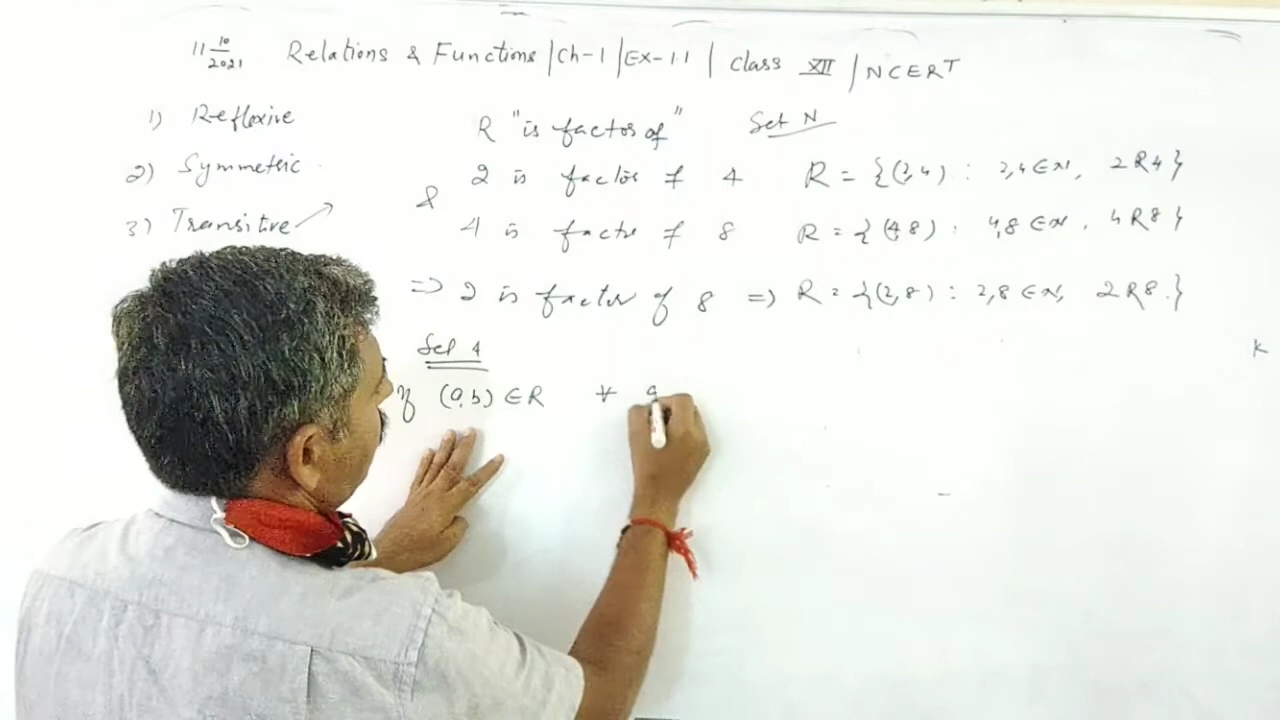 11 10/2021 Relations & Functions | Ch-1 | Ex-1.1 | Class XII | NCERT
1) Reflexive
2) Symmetric
3) Transitive
R "is factor of" Set N
2 is factor of 4 R = {(2,4) : 2,4 ∈ N, 2R4}
& 4 is factor of 8 R = {(4,8) : 4,8 ∈ N, 4R8}
=> 2 is factor of 8 => R = {(2,8) : 2,8 ∈ N, 2R8.}
Set A
if (a,b) ∈ R ∀ a
K